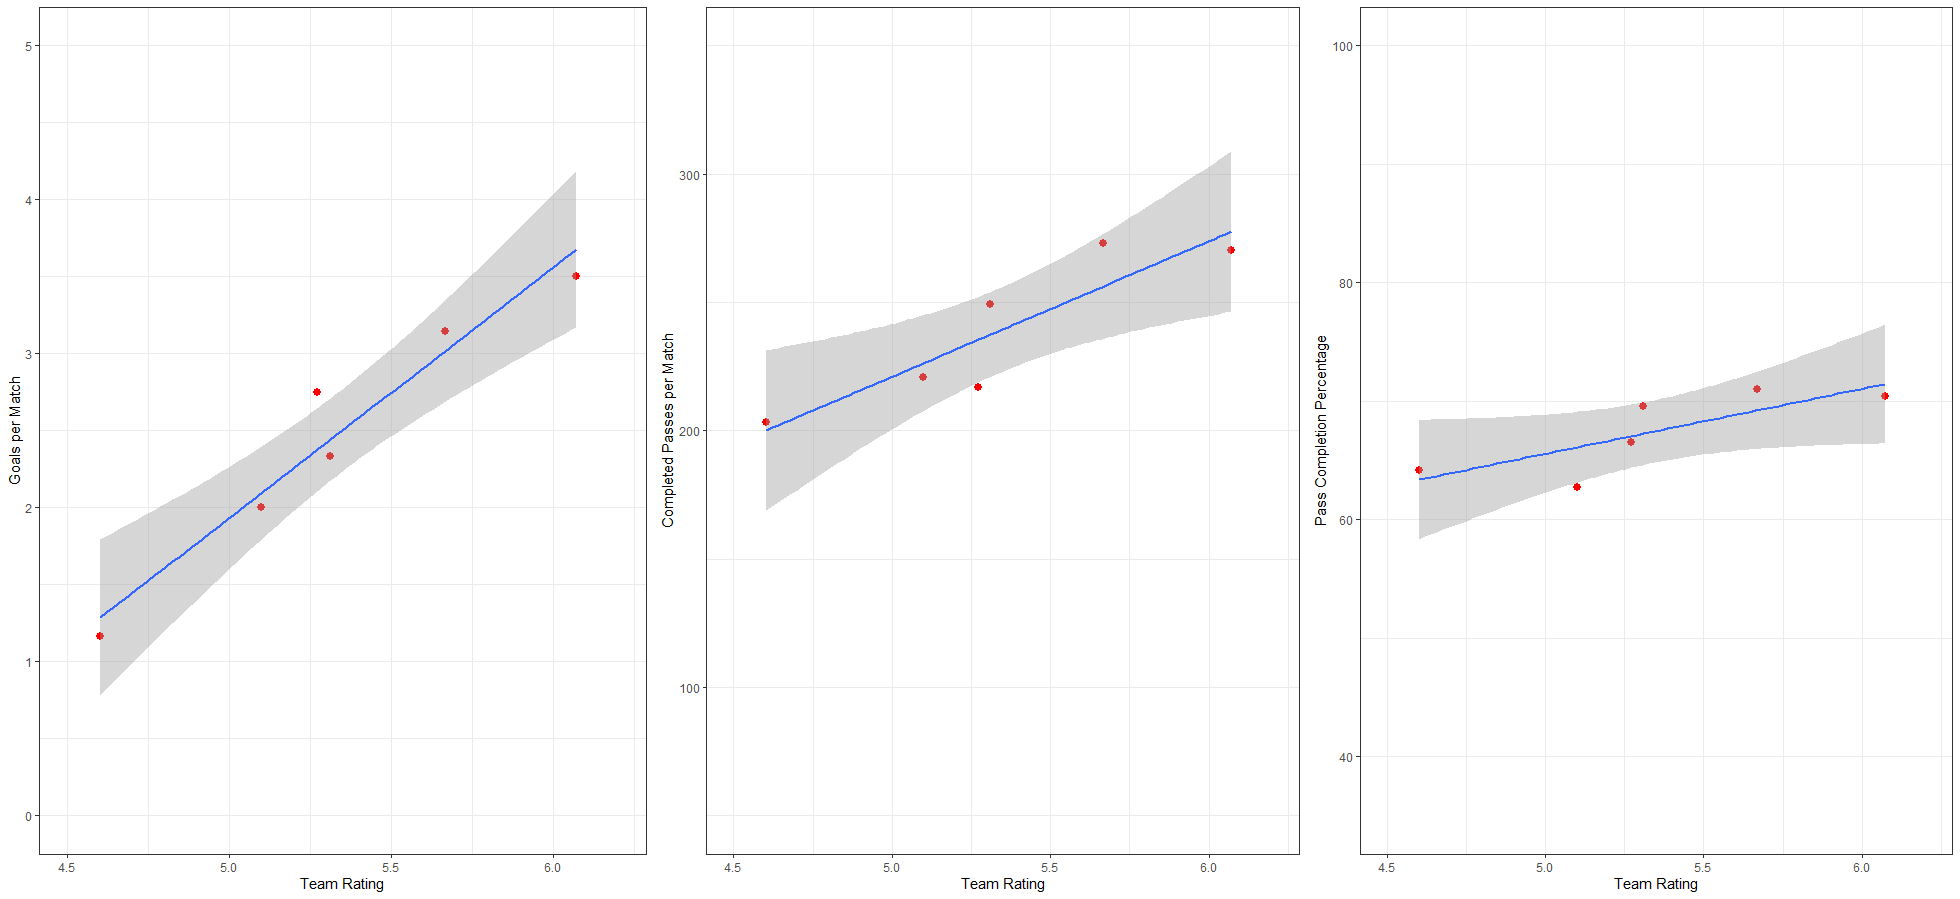 Goals per Match
5
4
3
2
1
0
4.5 5.0 5.5 6.0
Team Rating
Completed Passes per Match
300
200
100
4.5 5.0 5.5 6.0
Team Rating
Pass Completion Percentage
100
80
60
40
4.5 5.0 5.5 6.0
Team Rating